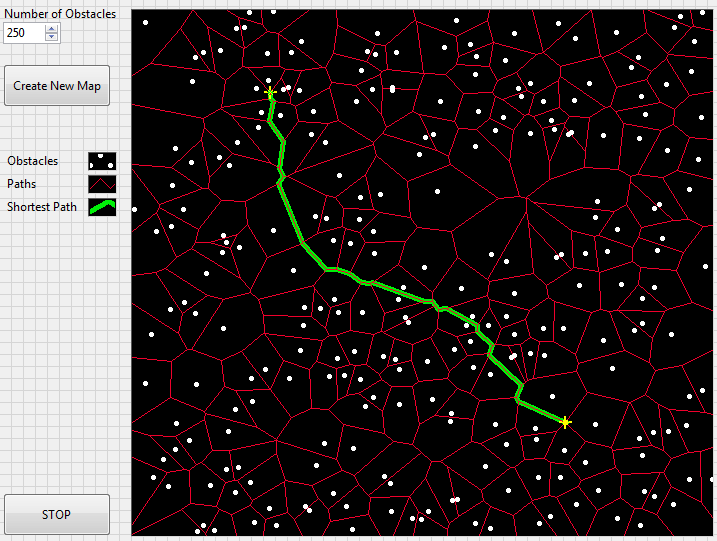 Number of Obstacles
250
Create New Map
Obstacles
Paths
Shortest Path
STOP